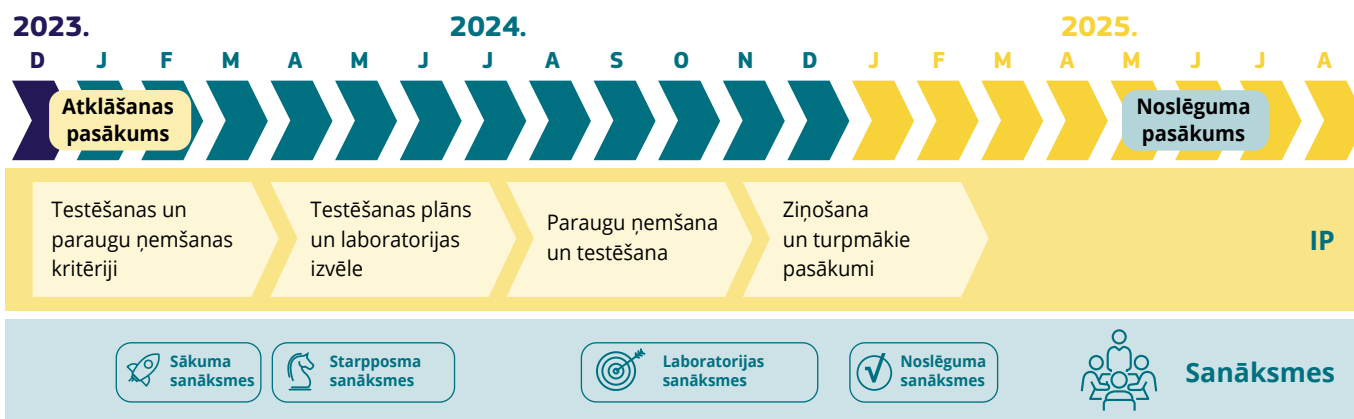 2023. 2024. 2025.
D J F M A M J J A S O N D J F M A M J J A
Atklāšanas
pasākums
Noslēguma
pasākums
Testēšanas un
paraugu ņemšanas
kritēriji
Testēšanas plāns
un laboratorijas
izvēle
Paraugu ņemšana
un testēšana
Ziņošana
un turpmākie
pasākumi
IP
Sākuma
sanāksmes
Starpposma
sanāksmes
Laboratorijas
sanāksmes
Noslēguma
sanāksmes
Sanāksmes